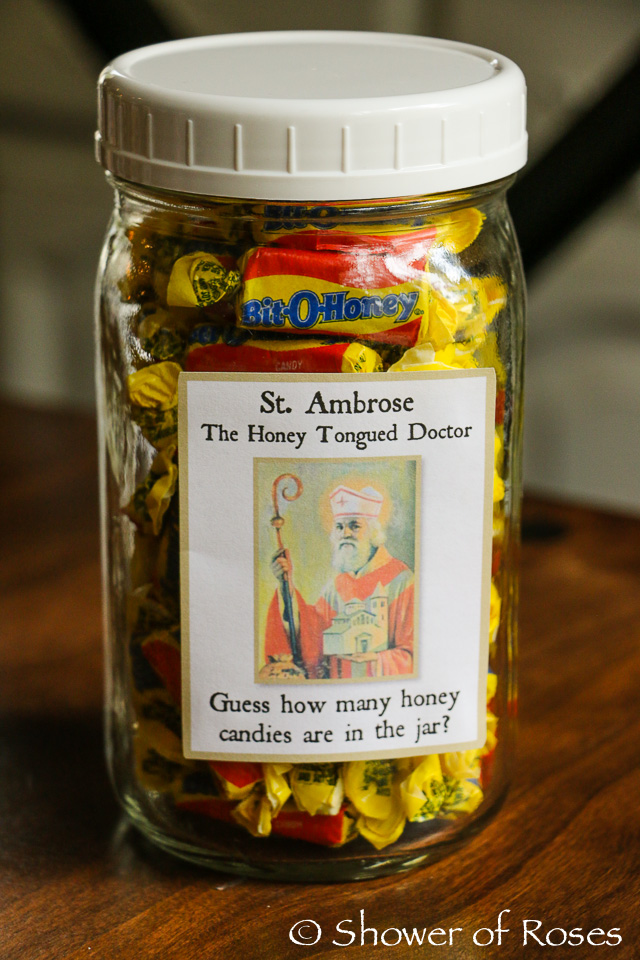 Bit-O-Honey
CANDY
St. Ambrose
The Honey Tongued Doctor
Guess how many honey
candies are in the jar?
© Shower of Roses